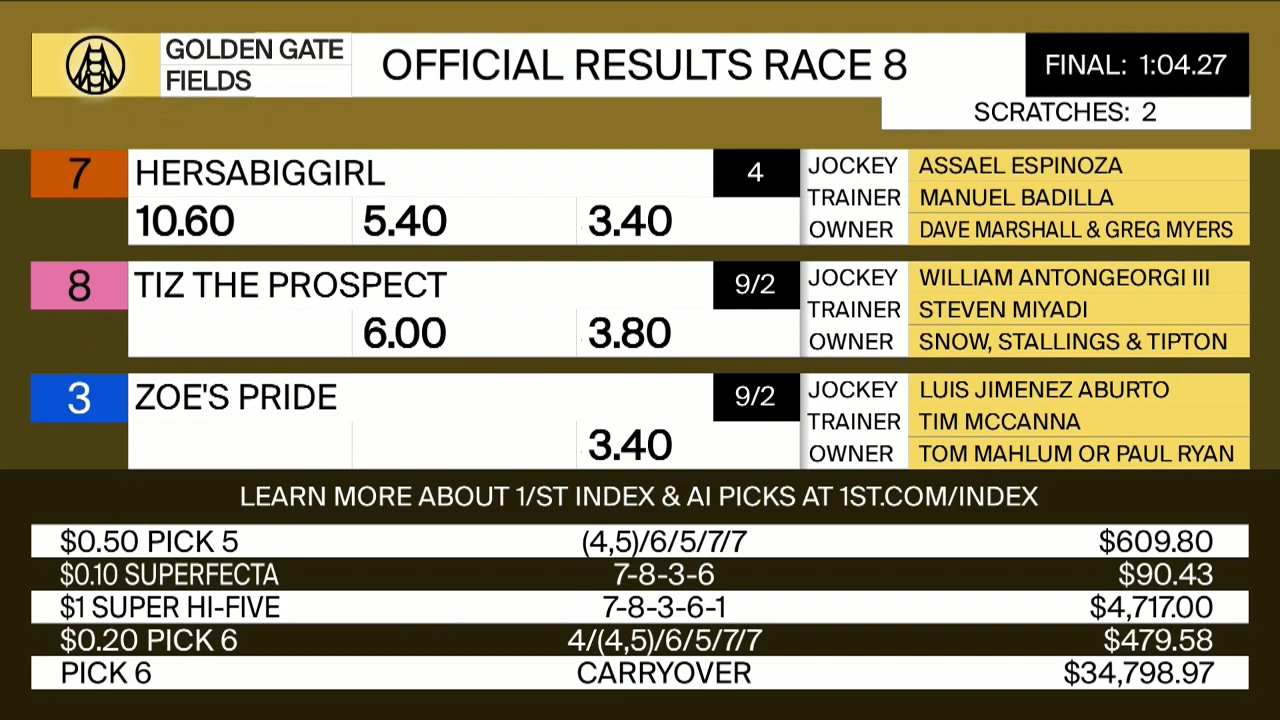 GOLDEN GATE
FIELDS
OFFICIAL RESULTS RACE 8
FINAL: 1:04.27
SCRATCHES: 2
7 HERSABIGGIRL 4 JOCKEY ASSAEL ESPINOZA
TRAINER MANUEL BADILLA
10.60 5.40 3.40 OWNER DAVE MARSHALL & GREG MYERS
8 TIZ THE PROSPECT 9/2 JOCKEY WILLIAM ANTONGEORGI III
TRAINER STEVEN MIYADI
6.00 3.80 OWNER SNOW, STALLINGS & TIPTON
3 ZOE'S PRIDE 9/2 JOCKEY LUIS JIMENEZ ABURTO
TRAINER TIM MCCANNA
3.40 OWNER TOM MAHLUM OR PAUL RYAN
LEARN MORE ABOUT 1/ST INDEX & AI PICKS AT 1ST.COM/INDEX
$0.50 PICK 5 (4,5)/6/5/7/7 $609.80
$0.10 SUPERFECTA 7-8-3-6 $90.43
$1 SUPER HI-FIVE 7-8-3-6-1 $4,717.00
$0.20 PICK 6 4/(4,5)/6/5/7/7 $479.58
PICK 6 CARRYOVER $34,798.97